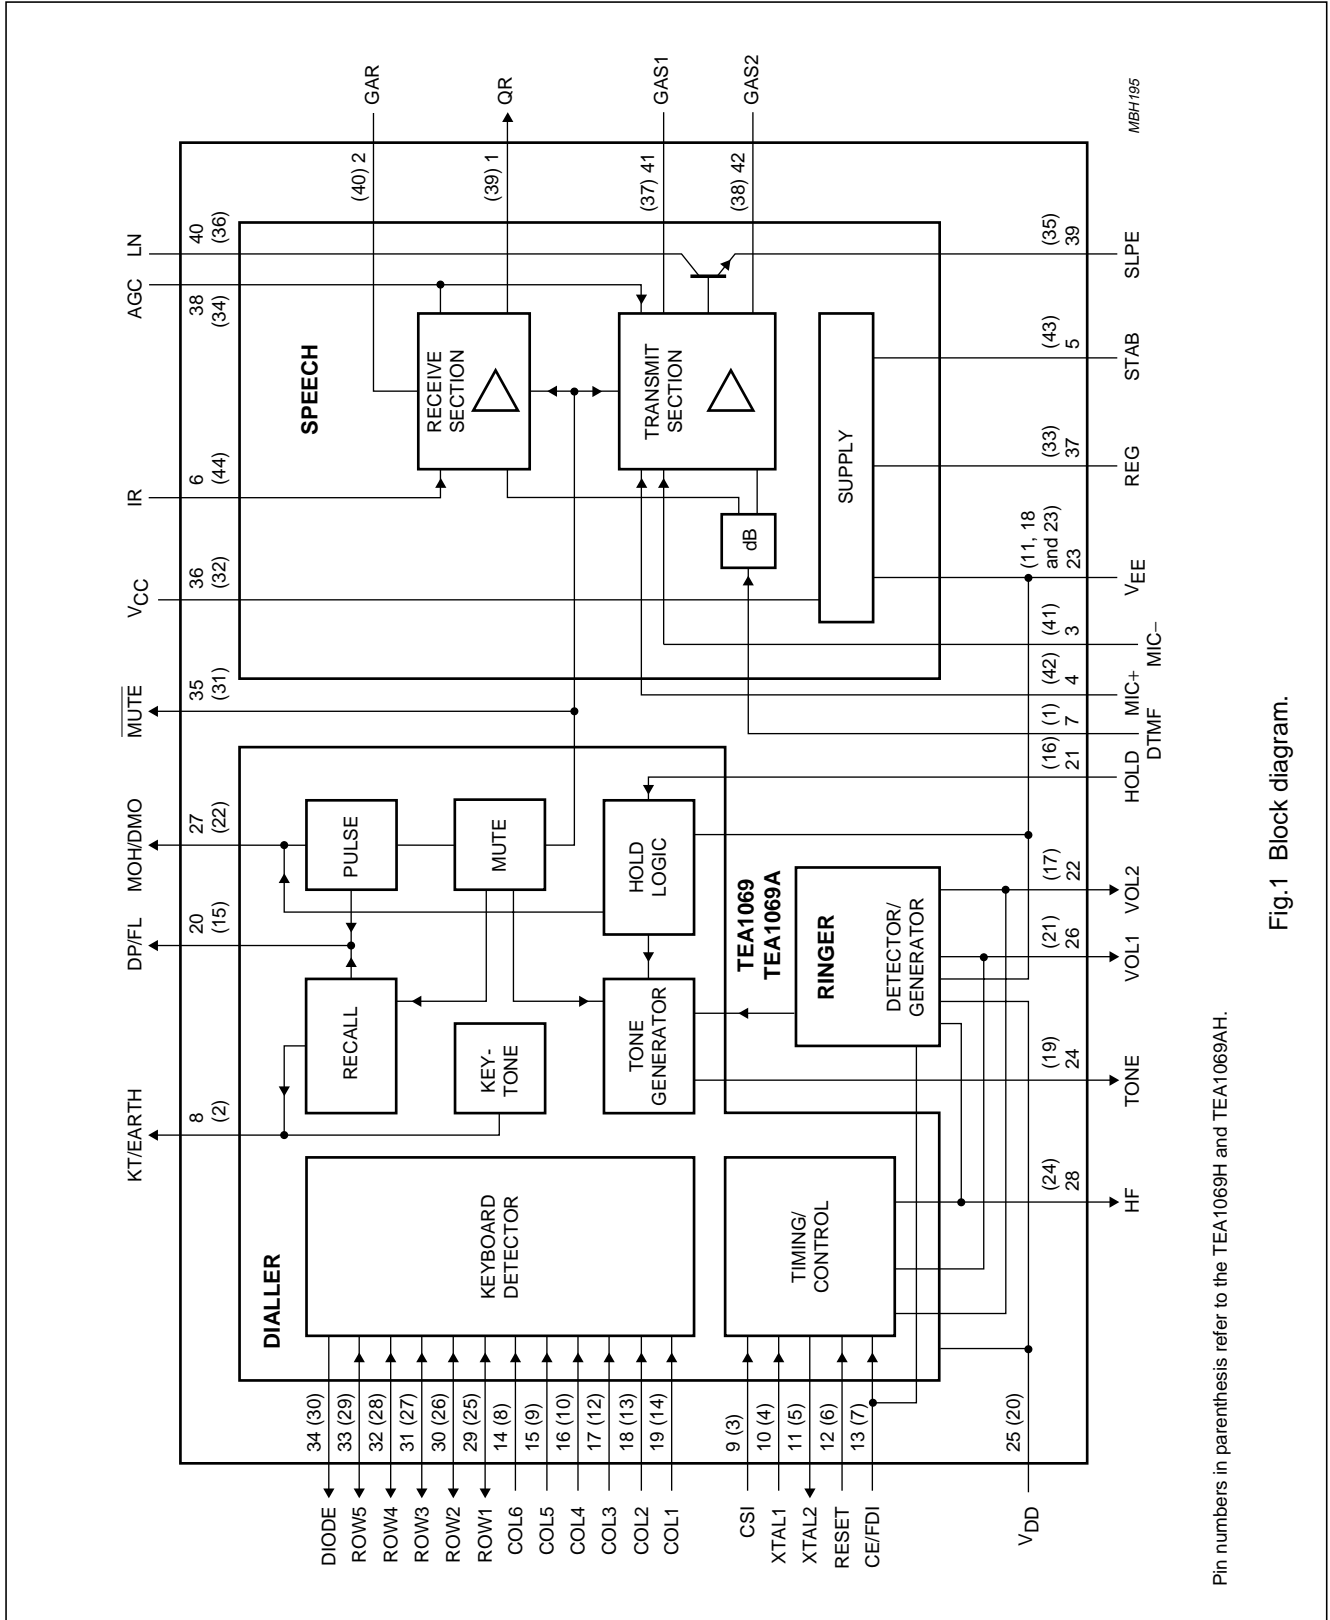 DIODE
ROW5
ROW4
ROW3
ROW2
ROW1
COL6
COL5
COL4
COL3
COL2
COL1
CSI
XTAL1
XTAL2
RESET
CE/FDI
VDD
34 (30)
33 (29)
32 (28)
31 (27)
30 (26)
29 (25)
14 (8)
15 (9)
16 (10)
17 (12)
18 (13)
19 (14)
9 (3)
10 (4)
11 (5)
12 (6)
13 (7)
25 (20)
KT/EARTH
8
(2)
DP/FL
20
(15)
MOH/DMO
27
(22)
MUTE
35
(31)
VCC
36
(32)
IR
6
(44)
AGC
38
(34)
LN
40
(36)
DIALLER
KEYBOARD
DETECTOR
TIMING/
CONTROL
RECALL
KEY-
TONE
TONE
GENERATOR
PULSE
MUTE
HOLD
LOGIC
TEA1069
TEA1069A
RINGER
DETECTOR/
GENERATOR
SPEECH
RECEIVE
SECTION
TRANSMIT
SECTION
dB
SUPPLY
(40) 2
GAR
(39) 1
QR
(37) 41
GAS1
(38) 42
GAS2
(24)
28
HF
(19)
24
TONE
(21)
26
VOL1
(17)
22
VOL2
(16)
21
HOLD
(1)
7
DTMF
(42)
4
MIC+
(41)
3
MIC−
(11, 18
and 23)
23
VEE
(33)
37
REG
(43)
5
STAB
(35)
39
SLPE
MBH195
Pin numbers in parenthesis refer to the TEA1069H and TEA1069AH.
Fig.1 Block diagram.